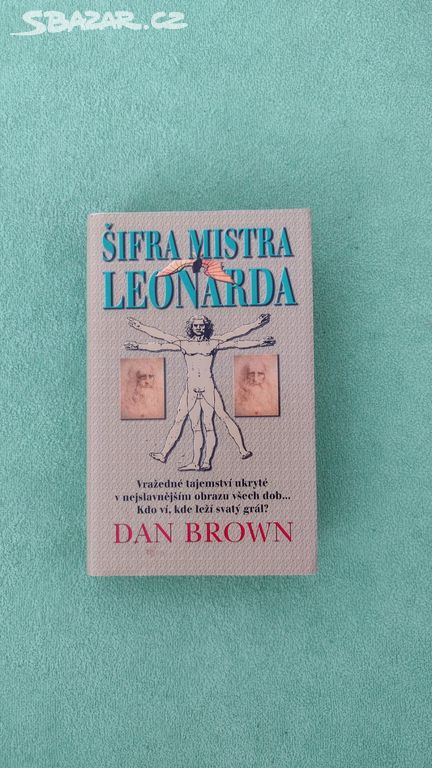 SBAZAR.CZ
ŠIFRA MISTRA
LEONARDA
Vražedné tajemství ukryté
v nejslavnějším obrazu všech dob...
Kdo ví, kde leží svatý grál?
DAN BROWN